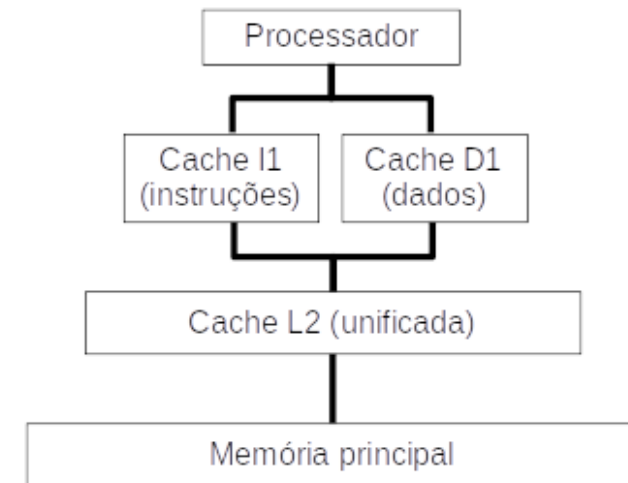 Processador
Cache I1
(instruções)
Cache D1
(dados)
Cache L2 (unificada)
Memória principal